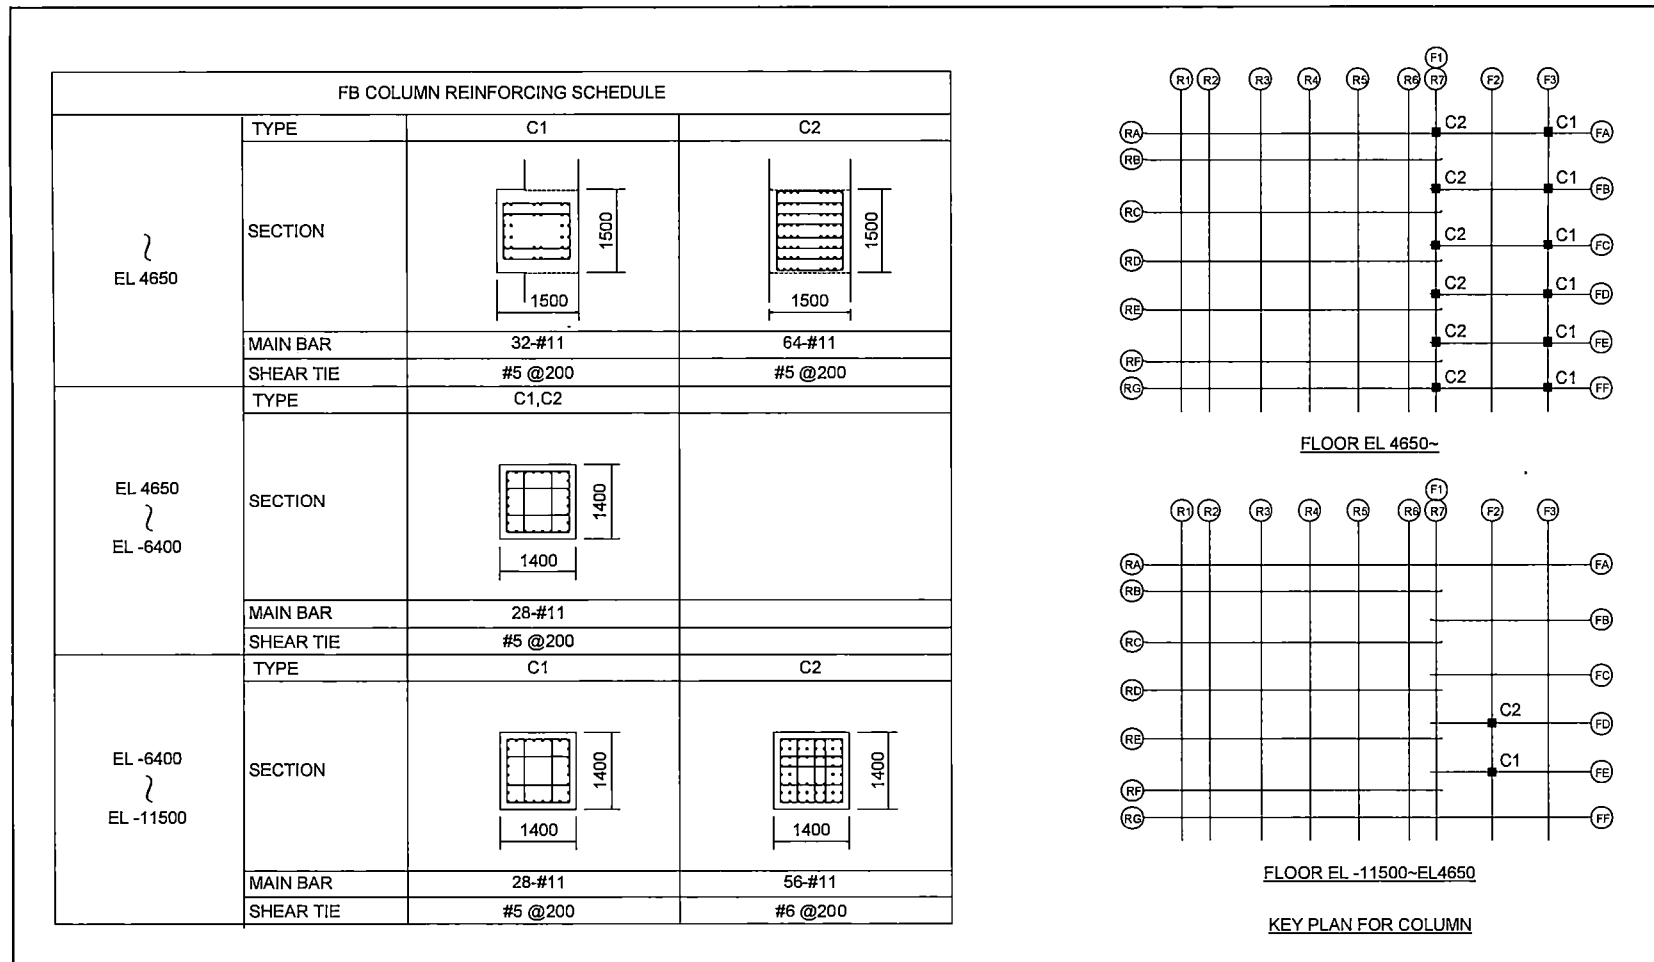 FB COLUMN REINFORCING SCHEDULE
TYPE C1 C2
~
EL 4650
SECTION
1500
1500
1500
1500
MAIN BAR 32-#11 64-#11
SHEAR TIE #5 @200 #5 @200
TYPE C1,C2
EL 4650
~
EL -6400
SECTION
1400
1400
MAIN BAR 28-#11
SHEAR TIE #5 @200
TYPE C1 C2
EL -6400
~
EL -11500
SECTION
1400
1400
1400
1400
MAIN BAR 28-#11 56-#11
SHEAR TIE #5 @200 #6 @200
F1
R1 R2 R3 R4 R5 R6 R7 F2 F3
RA C2 C1 FA
RB
C2 C1 FB
RC
C2 C1 FC
RD
C2 C1 FD
RE
C2 C1 FE
RF
RG C2 C1 FF
FLOOR EL 4650~
F1
R1 R2 R3 R4 R5 R6 R7 F2 F3
RA FA
RB
FB
RC
FC
RD
C2 FD
RE
C1 FE
RF
RG FF
FLOOR EL -11500~EL4650
KEY PLAN FOR COLUMN